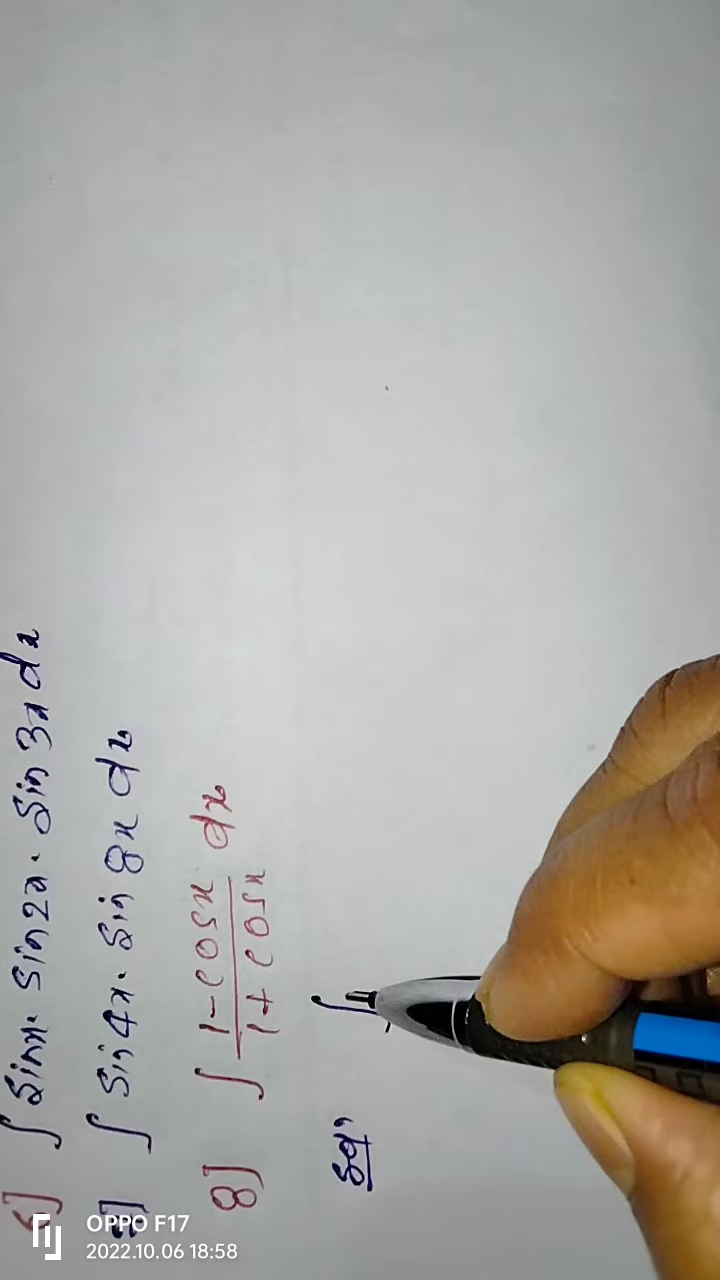 6] ∫ sinx. sin2x. sin3x dx
7] ∫ sin4x. sin8x dx
8] ∫ 1-cosx / 1+cosx dx
Sol,
∫
OPPO F17
2022.10.06 18:58